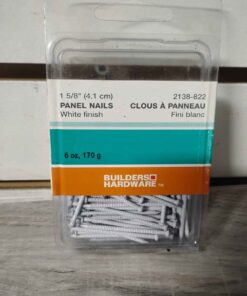 1 5/8" (4.1 cm) 2138-822
PANEL NAILS CLOUS À PANNEAU
White finish Fini blanc
6 oz, 170 g
BUILDERS
HARDWARE™